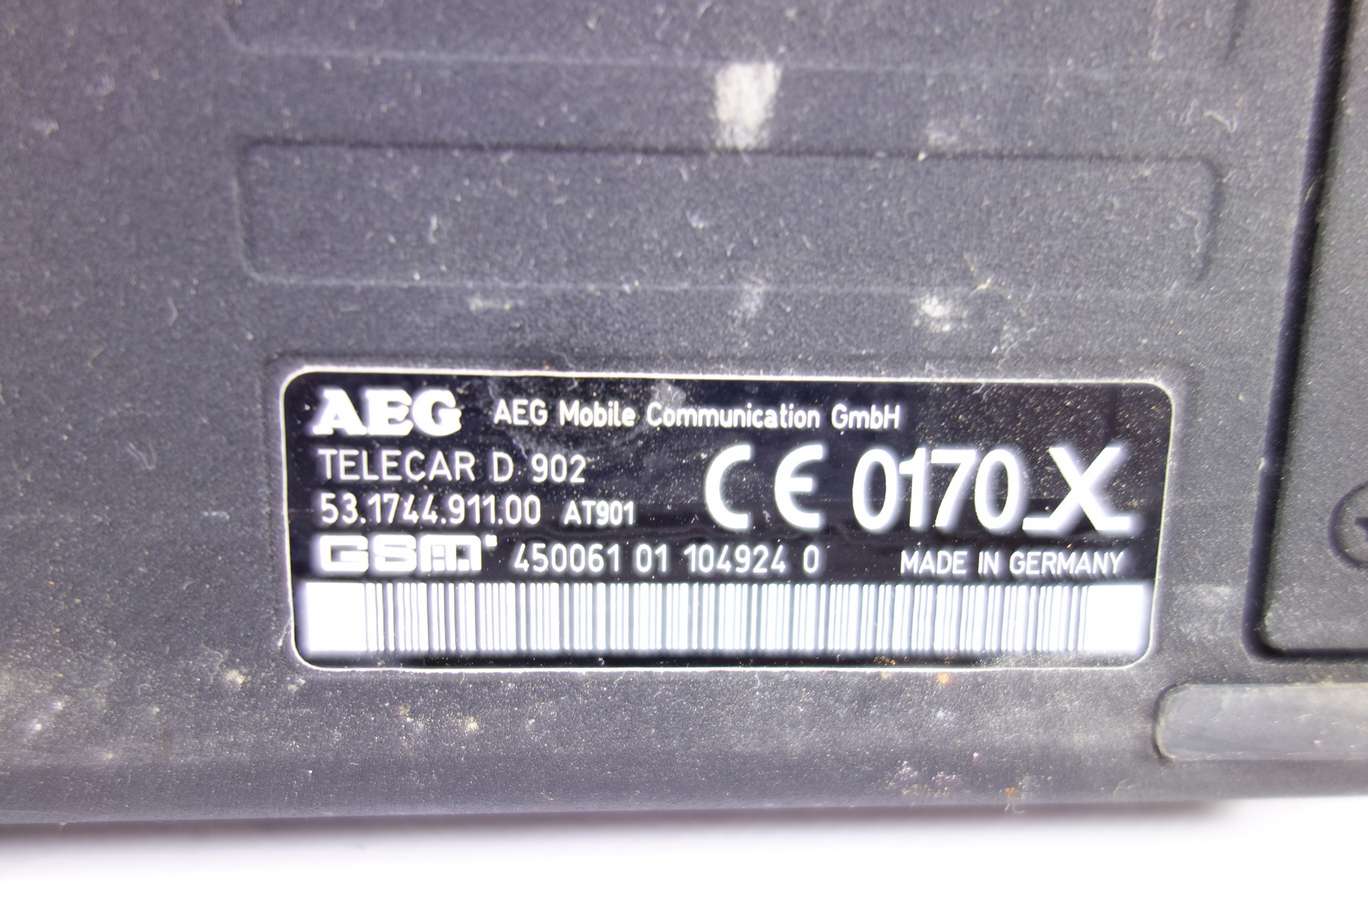 AEG AEG Mobile Communication GmbH
TELECAR D 902
53.1744.911.00 AT901
CE 0170 X
GSM 450061 01 104924 0 MADE IN GERMANY